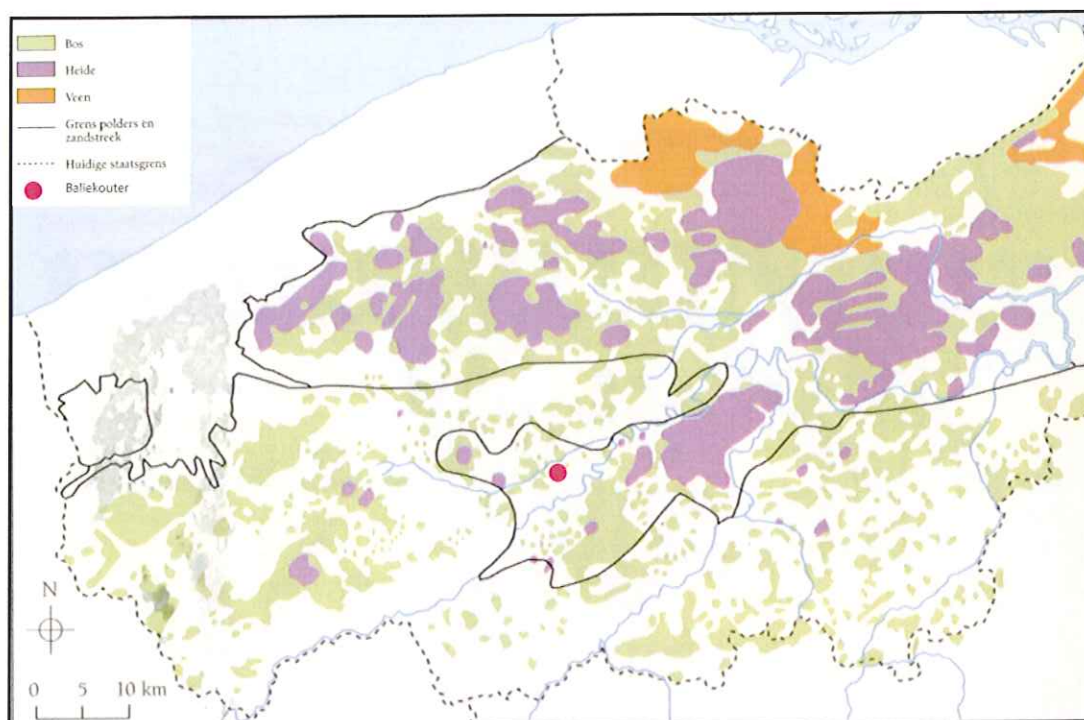 Bos
Heide
Veen
Grens polders en
zandstreek
Huidige staatsgrens
Baliekouter
N
0 5 10 km